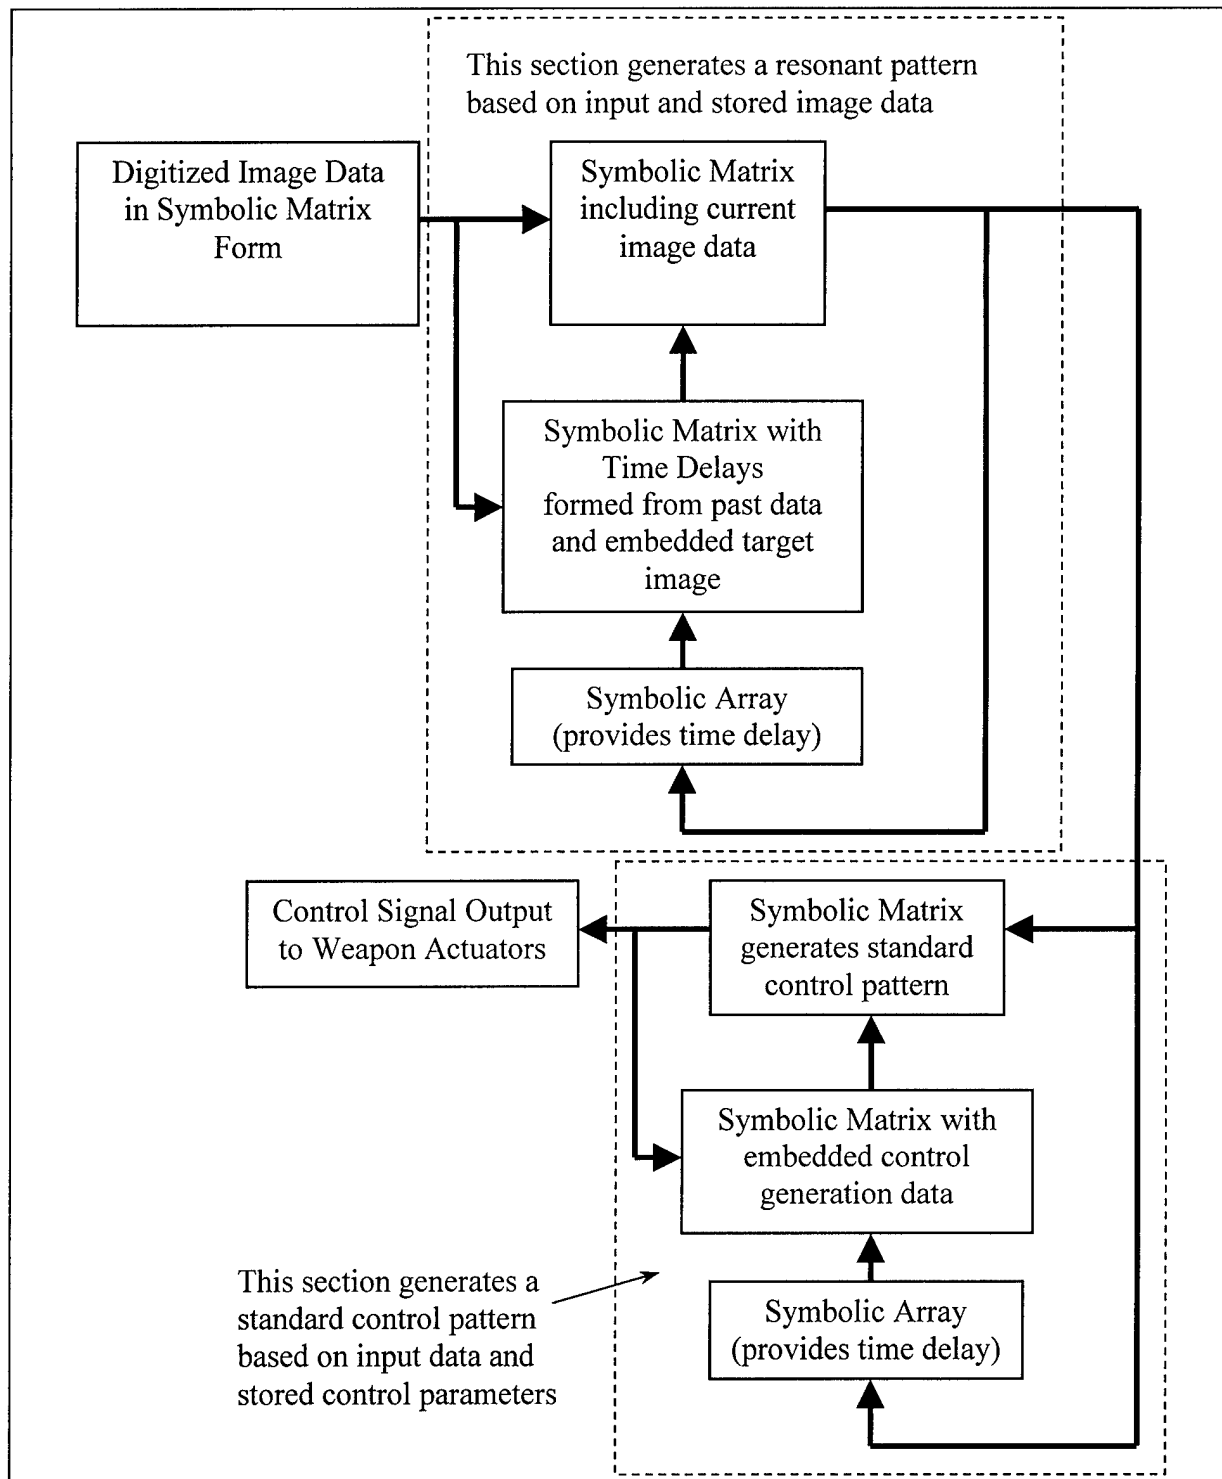 This section generates a resonant pattern
based on input and stored image data
Digitized Image Data
in Symbolic Matrix
Form
Symbolic Matrix
including current
image data
Symbolic Matrix with
Time Delays
formed from past data
and embedded target
image
Symbolic Array
(provides time delay)
Control Signal Output
to Weapon Actuators
Symbolic Matrix
generates standard
control pattern
Symbolic Matrix with
embedded control
generation data
This section generates a
standard control pattern
based on input data and
stored control parameters
Symbolic Array
(provides time delay)